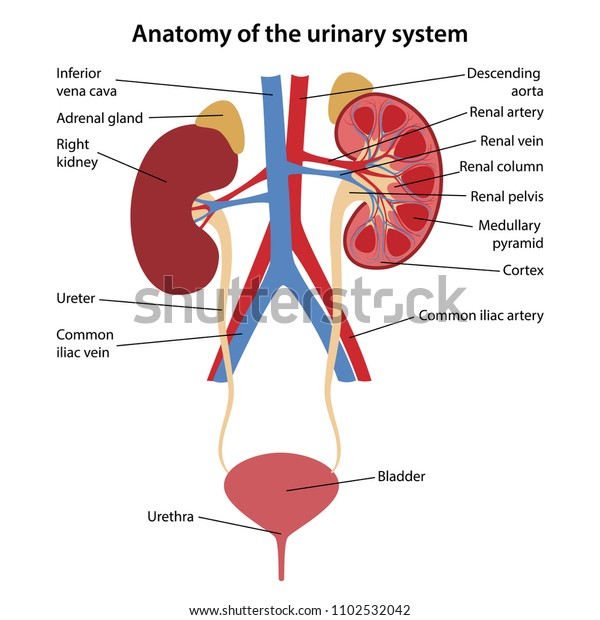 Anatomy of the urinary system
Inferior
vena cava
Adrenal gland
Right
kidney
Ureter
Common
iliac vein
Urethra
Descending
aorta
Renal artery
Renal vein
Renal column
Renal pelvis
Medullary
pyramid
Cortex
Common iliac artery
Bladder
shutterstock
www.shutterstock.com · 1102532042